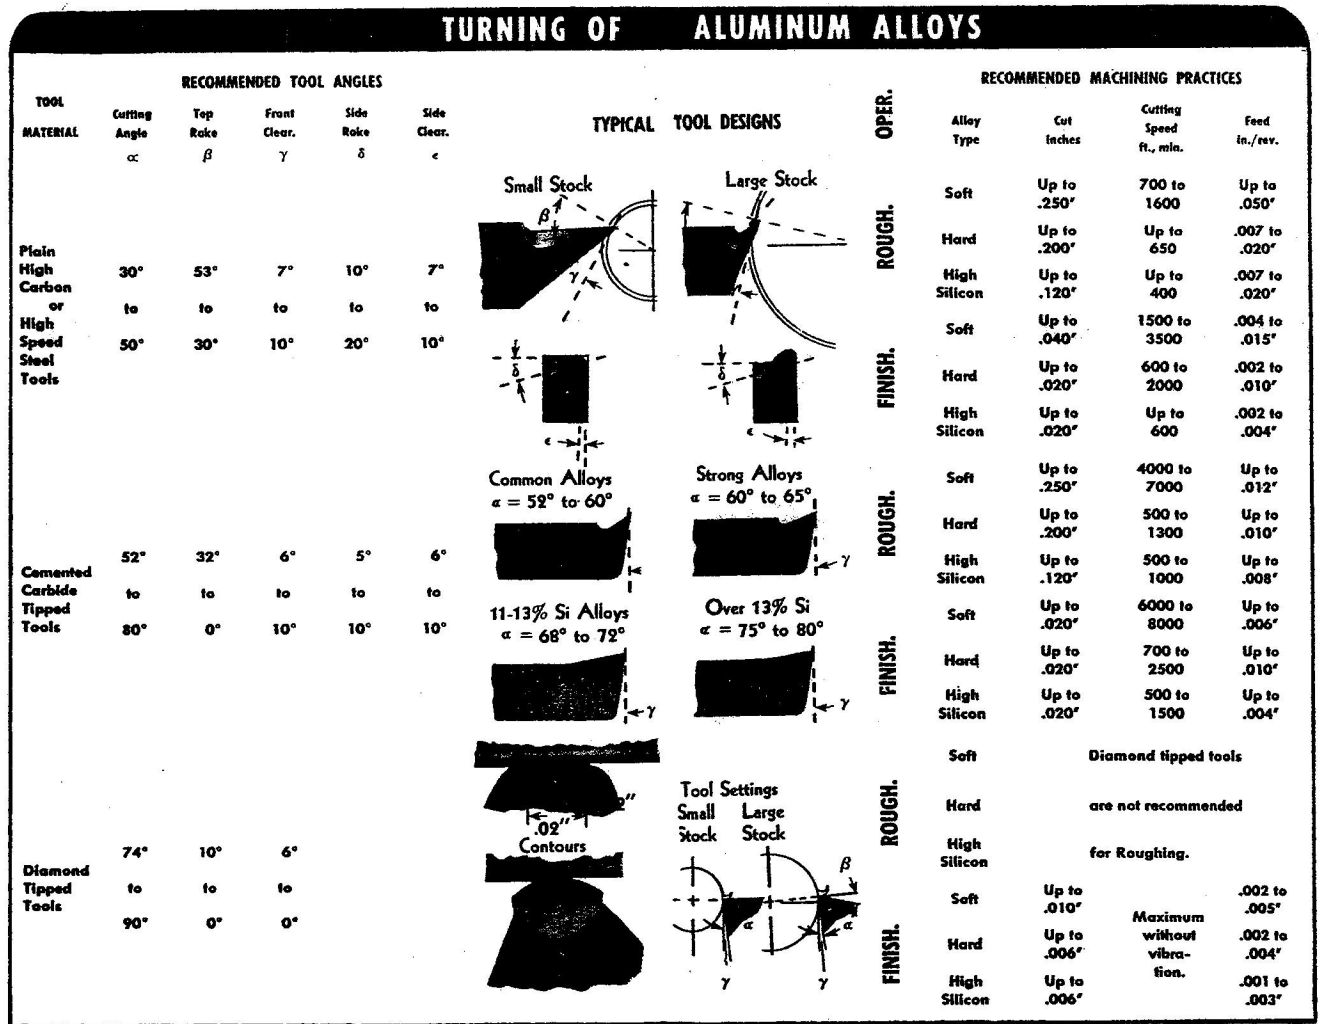 TURNING OF ALUMINUM ALLOYS
RECOMMENDED TOOL ANGLES
TOOL
MATERIAL
Cutting Angle α
Top Rake β
Front Clear. γ
Side Rake δ
Side Clear. ϵ
Plain
High
Carbon
or
High
Speed
Steel
Tools
30° 53° 7° 10° 7°
to to to to to
50° 30° 10° 20° 10°
Cemented
Carbide
Tipped
Tools
52° 32° 6° 5° 6°
to to to to to
80° 0° 10° 10° 10°
Diamond
Tipped
Tools
74° 10° 6°
to to to
90° 0° 0°
TYPICAL TOOL DESIGNS
Small Stock
β
γ
Large Stock
δ
ϵ
δ
ϵ
Common Alloys
α = 52° to 60°
Strong Alloys
α = 60° to 65°
γ
11-13% Si Alloys
α = 68° to 72°
γ
Over 13% Si
α = 75° to 80°
γ
.02"
Contours
Tool Settings
Small Stock
Large Stock
β
α
α
γ
γ
RECOMMENDED MACHINING PRACTICES
OPER.
Alloy Type
Cut inches
Cutting Speed ft., min.
Feed in./rev.
ROUGH.
Soft Up to .250" 700 to 1600 Up to .050"
Hard Up to .200" Up to 650 .007 to .020"
High Silicon Up to .120" Up to 400 .007 to .020"
FINISH.
Soft Up to .040" 1500 to 3500 .004 to .015"
Hard Up to .020" 600 to 2000 .002 to .010"
High Silicon Up to .020" Up to 600 .002 to .004"
ROUGH.
Soft Up to .250" 4000 to 7000 Up to .012"
Hard Up to .200" 500 to 1300 Up to .010"
High Silicon Up to .120" 500 to 1000 Up to .008"
FINISH.
Soft Up to .020" 6000 to 8000 Up to .006"
Hard Up to .020" 700 to 2500 Up to .010"
High Silicon Up to .020" 500 to 1500 Up to .004"
ROUGH.
Soft Diamond tipped tools
Hard are not recommended
High Silicon for Roughing.
FINISH.
Soft Up to .010" .002 to .005"
Hard Up to .006" .002 to .004"
High Silicon Up to .006" .001 to .003"
Maximum
without
vibra-
tion.